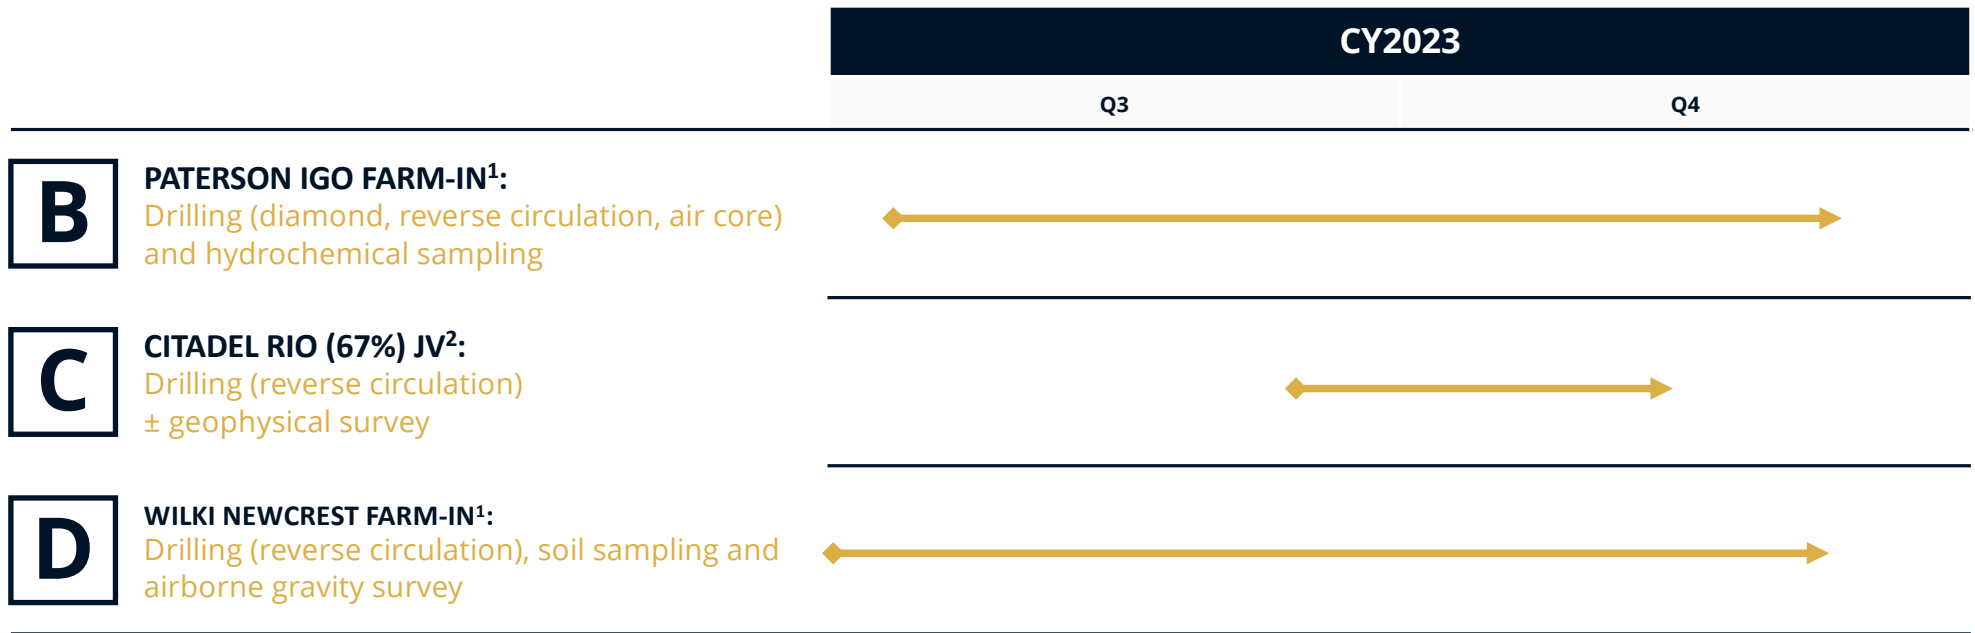 CY2023
Q3
Q4
B
PATERSON IGO FARM-IN¹:
Drilling (diamond, reverse circulation, air core)
and hydrochemical sampling
C
CITADEL RIO (67%) JV²:
Drilling (reverse circulation)
± geophysical survey
D
WILKI NEWCREST FARM-IN¹:
Drilling (reverse circulation), soil sampling and
airborne gravity survey